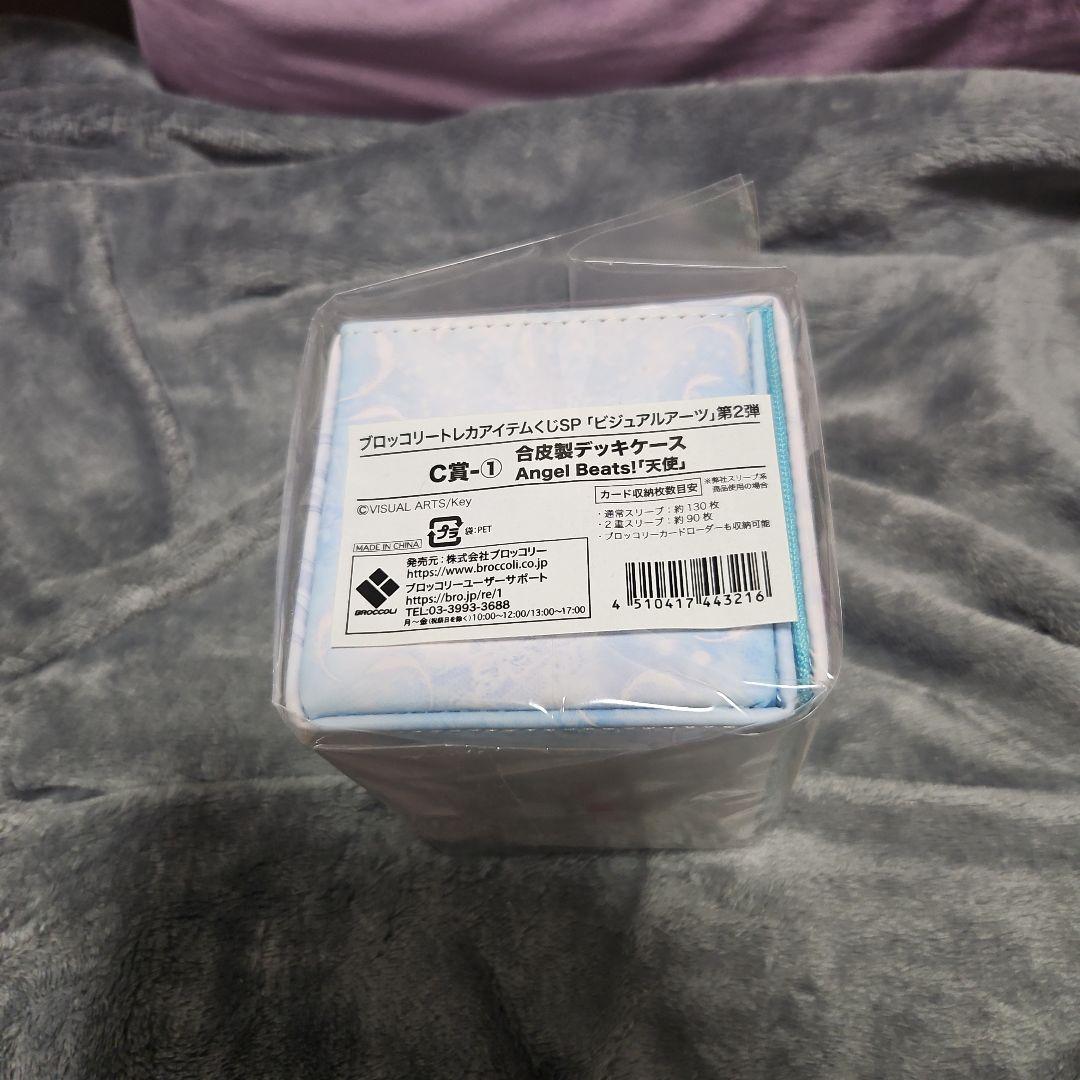 ブロッコリートレカアイテムくじSP「ビジュアルアーツ」第2弾
C賞-① 合皮製デッキケース
Angel Beats!「天使」
©VISUAL ARTS/Key
カード収納枚数目安 ※弊社スリーブ系
商品使用の場合
・通常スリーブ：約130枚
・2重スリーブ：約90枚
・ブロッコリーカードローダーも収納可能
プラ 袋：PET
MADE IN CHINA
BROCCOLI
発売元：株式会社ブロッコリー
https://www.broccoli.co.jp
ブロッコリーユーザーサポート
https://bro.jp/re/1
TEL:03-3993-3688
月～金（祝祭日を除く）10:00～12:00/13:00～17:00
4 510417 443216